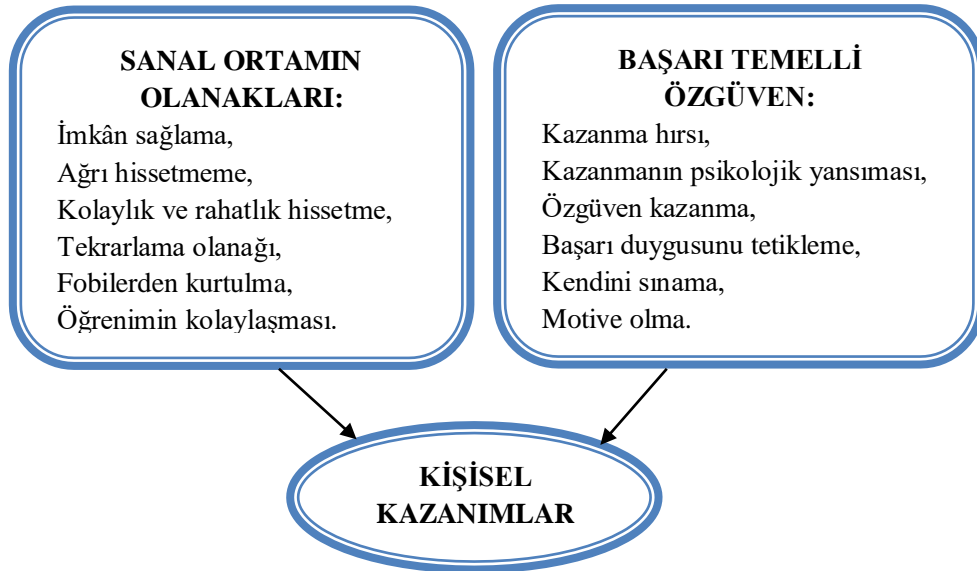 SANAL ORTAMIN
OLANAKLARI:
İmkân sağlama,
Ağrı hissetmeme,
Kolaylık ve rahatlık hissetme,
Tekrarlama olanağı,
Fobilerden kurtulma,
Öğrenimin kolaylaşması.
BAŞARI TEMELLİ
ÖZGÜVEN:
Kazanma hırsı,
Kazanmanın psikolojik yansıması,
Özgüven kazanma,
Başarı duygusunu tetikleme,
Kendini sınama,
Motive olma.
KİŞİSEL
KAZANIMLAR